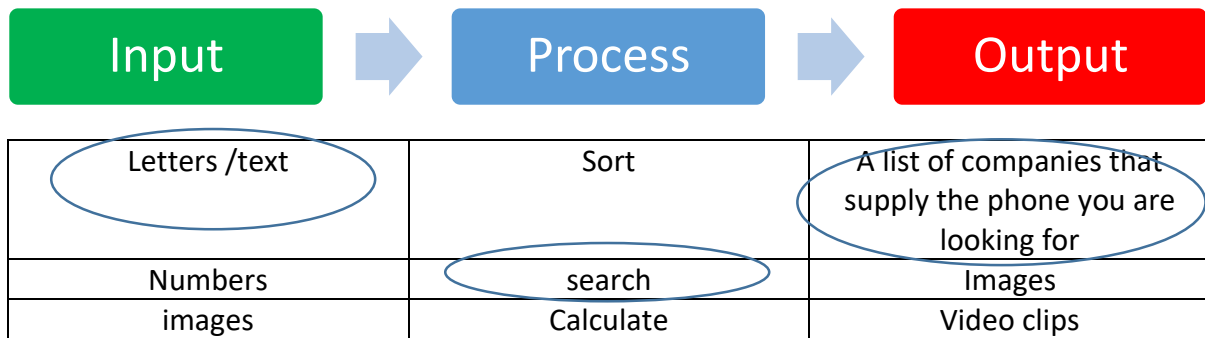 Input
Process
Output
Letters /text
Sort
A list of companies that
supply the phone you are
looking for
Numbers
search
Images
images
Calculate
Video clips